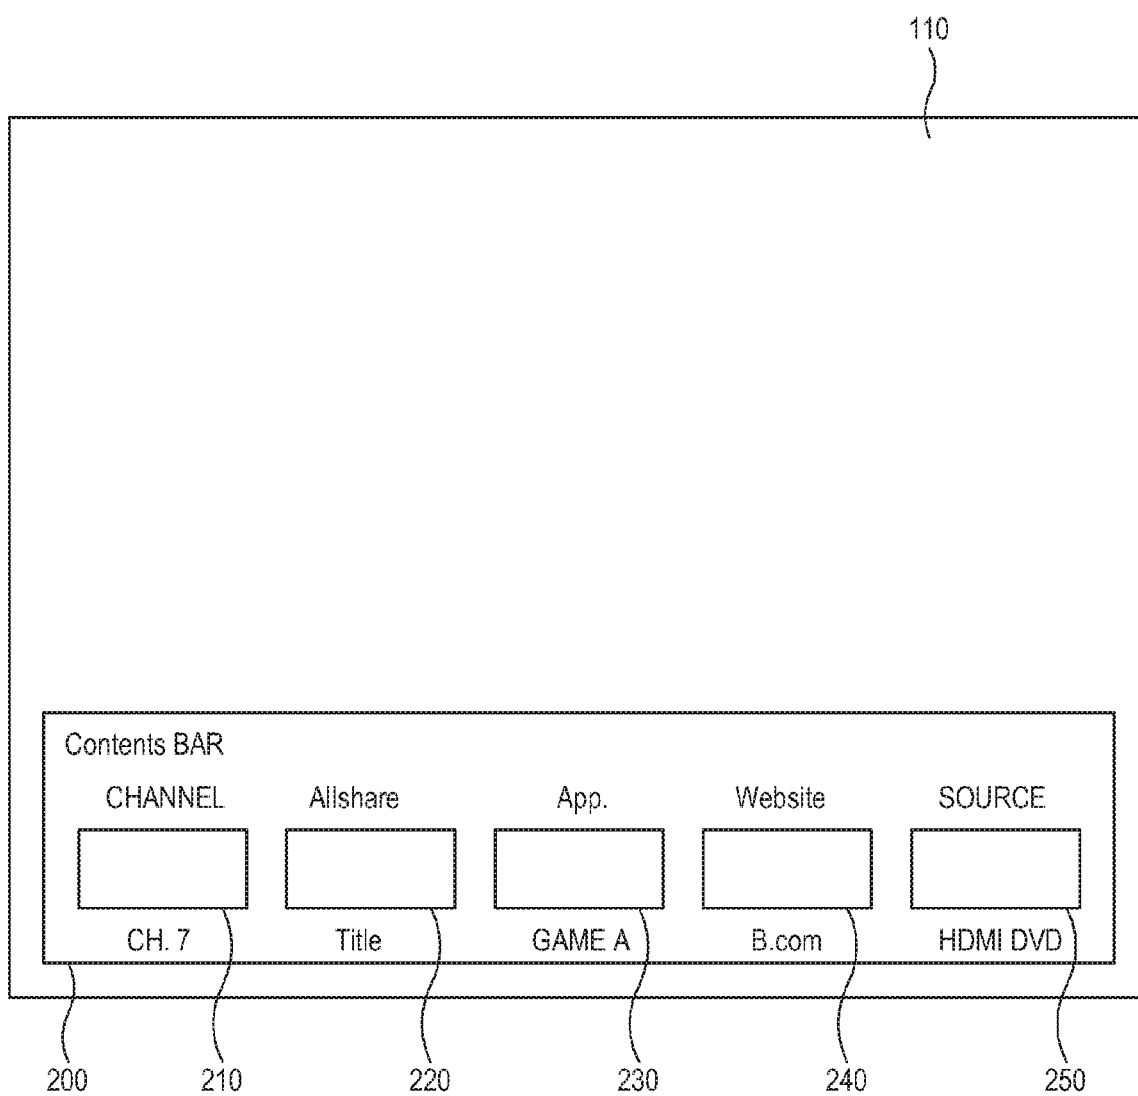 110
Contents BAR
CHANNEL Allshare App. Website SOURCE
CH. 7 Title GAME A B.com HDMI DVD
200 210 220 230 240 250